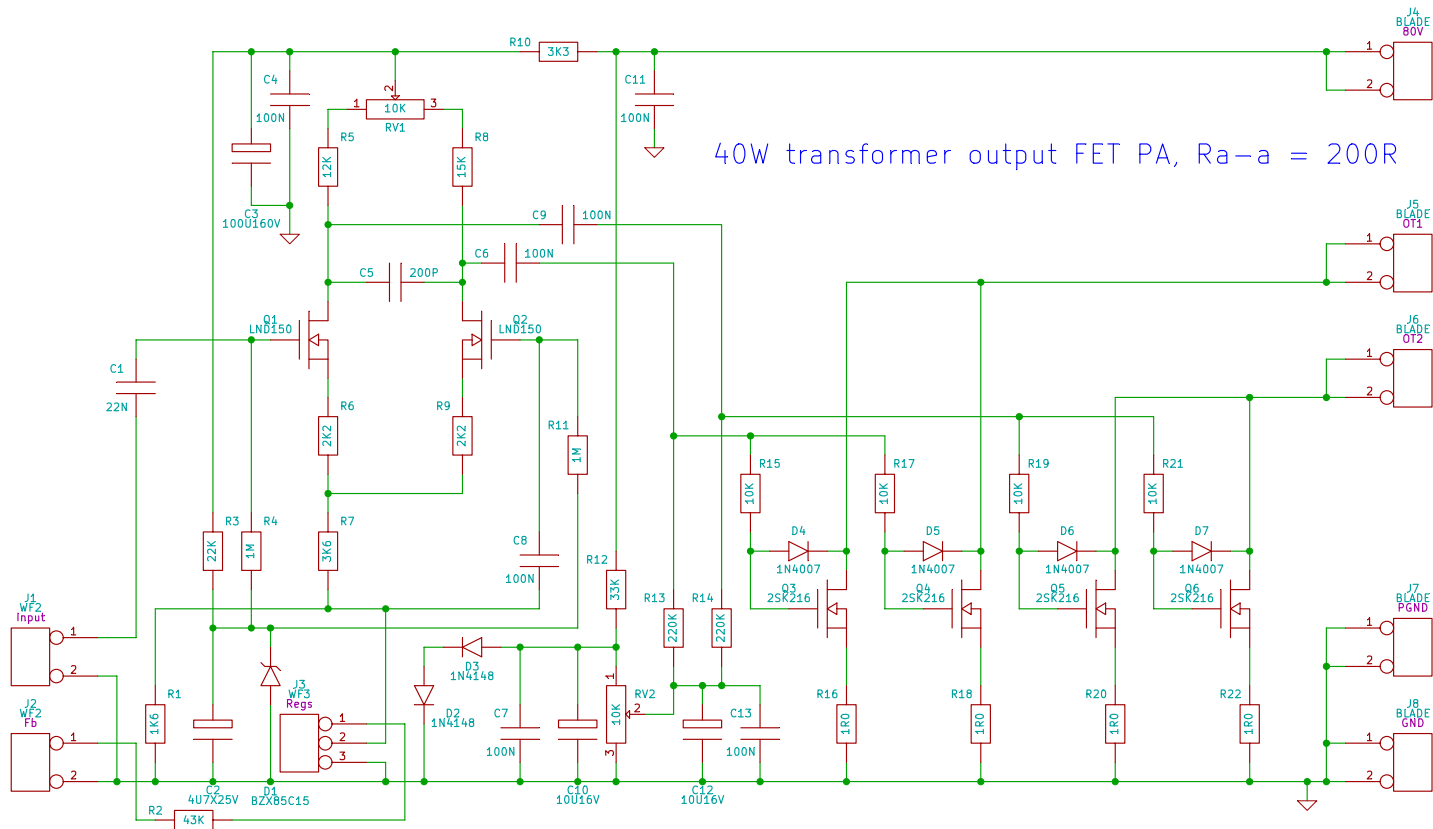 J4
BLADE
80V
1
2
R10
3K3
C4
100N
C11
100N
2
1
10K
3
RV1
R5
12K
R8
15K
40W transformer output FET PA, Ra-a = 200R
C3
100U160V
C9
100N
C6
100N
C5
200P
J5
BLADE
OT1
1
2
Q1
LND150
Q2
LND150
J6
BLADE
OT2
1
2
C1
22N
R6
2K2
R9
2K2
R11
1M
R15
10K
R17
10K
R19
10K
R21
10K
R3
22K
R4
1M
R7
3K6
C8
100N
R12
33K
D4
1N4007
D5
1N4007
D6
1N4007
D7
1N4007
Q3
2SK216
Q4
2SK216
Q5
2SK216
Q6
2SK216
R13
220K
R14
220K
J1
WF2
Input
1
2
J7
BLADE
PGND
1
2
D3
1N4148
D2
1N4148
J3
WF3
Regs
1
2
3
R1
1K6
C7
100N
1
RV2
10K
2
3
C13
100N
R16
1R0
R18
1R0
R20
1R0
R22
1R0
J2
WF2
Fb
1
2
J8
BLADE
GND
1
2
C2
4U7X25V
D1
BZX85C15
C10
10U16V
C12
10U16V
R2
43K